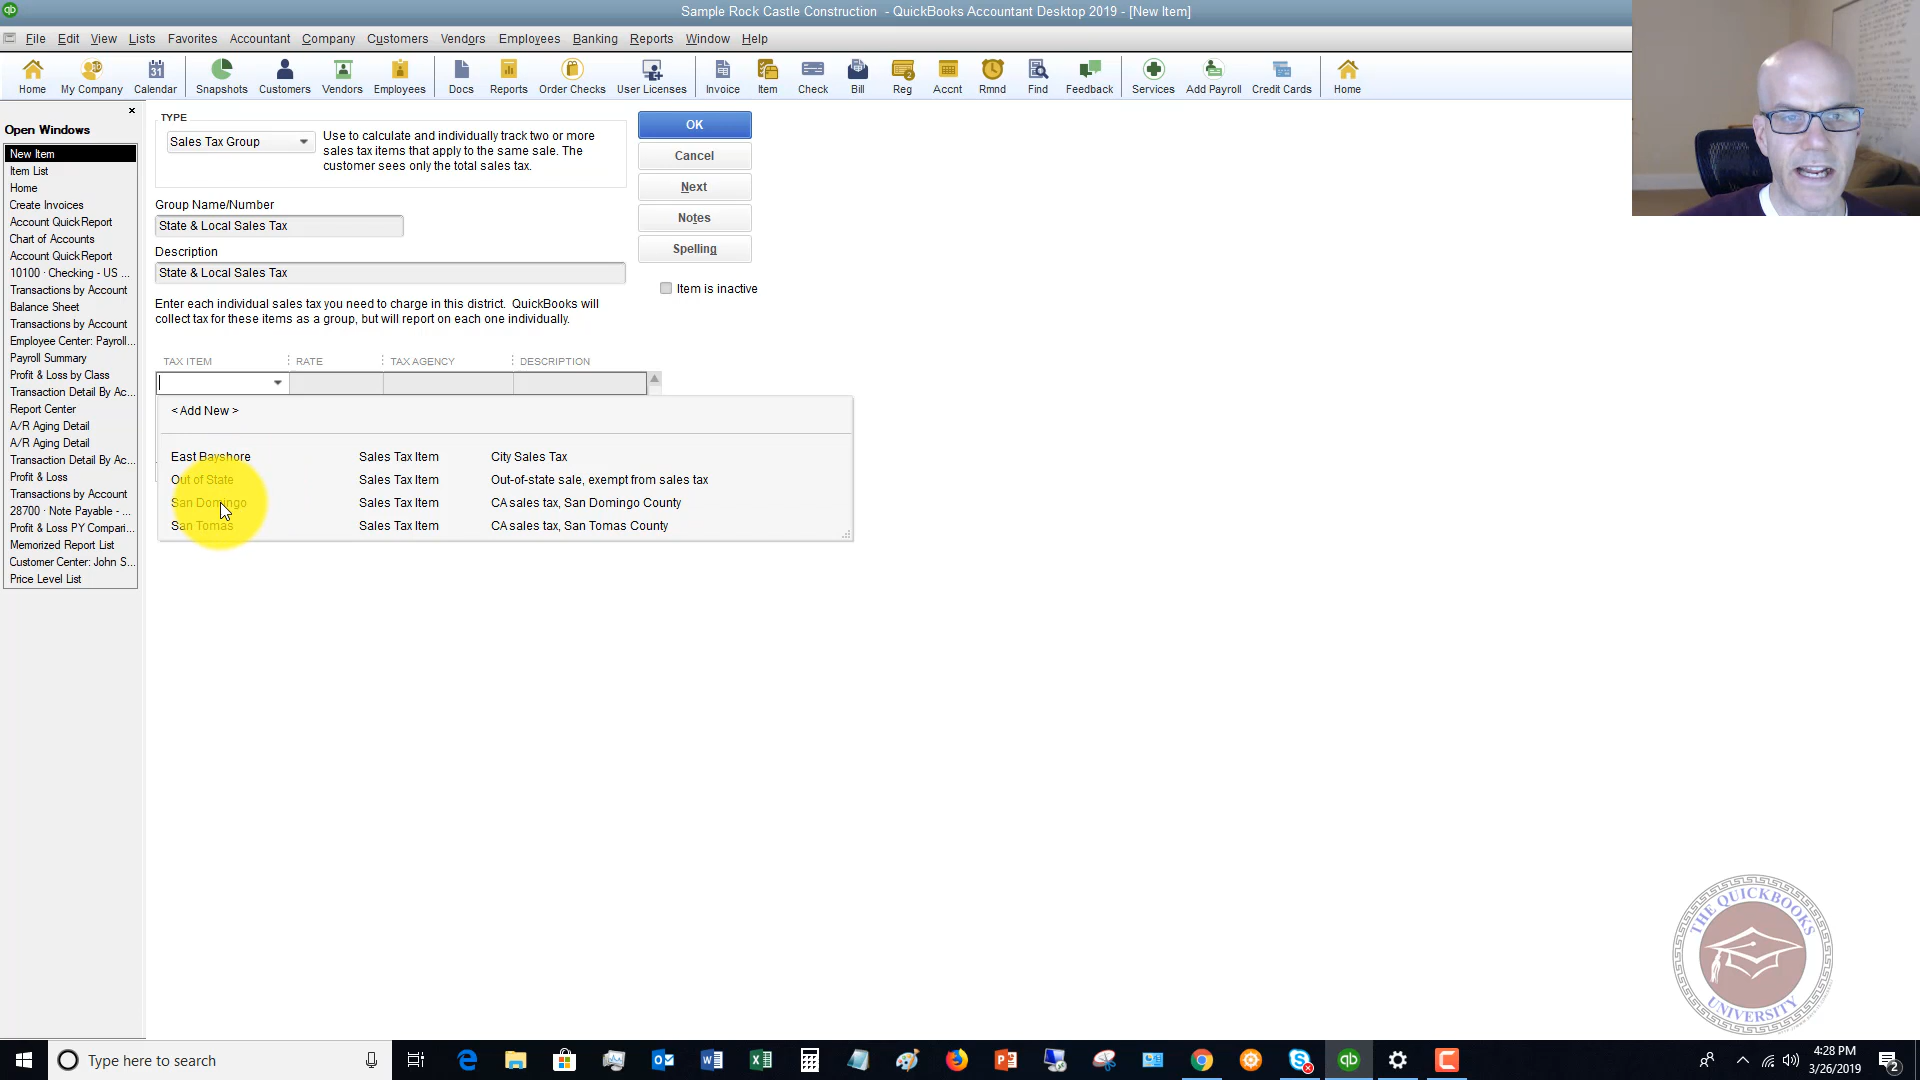 Sample Rock Castle Construction - QuickBooks Accountant Desktop 2019 - [New Item]
File Edit View Lists Favorites Accountant Company Customers Vendors Employees Banking Reports Window Help
Home My Company Calendar Snapshots Customers Vendors Employees Docs Reports Order Checks User Licenses Invoice Item Check Bill Reg Accnt Rmnd Find Feedback Services Add Payroll Credit Cards Home
Open Windows
New Item
Item List
Home
Create Invoices
Account QuickReport
Chart of Accounts
Account QuickReport
10100 · Checking - US ...
Transactions by Account
Balance Sheet
Transactions by Account
Employee Center: Payroll...
Payroll Summary
Profit & Loss by Class
Transaction Detail By Ac...
Report Center
A/R Aging Detail
A/R Aging Detail
Transaction Detail By Ac...
Profit & Loss
Transactions by Account
28700 · Note Payable - ...
Profit & Loss PY Compari...
Memorized Report List
Customer Center: John S...
Price Level List
TYPE
Sales Tax Group
Use to calculate and individually track two or more
sales tax items that apply to the same sale. The
customer sees only the total sales tax.
OK
Cancel
Next
Notes
Spelling
Item is inactive
Group Name/Number
State & Local Sales Tax
Description
State & Local Sales Tax
Enter each individual sales tax you need to charge in this district. QuickBooks will
collect tax for these items as a group, but will report on each one individually.
TAX ITEM RATE TAX AGENCY DESCRIPTION
< Add New >
East Bayshore Sales Tax Item City Sales Tax
Out of State Sales Tax Item Out-of-state sale, exempt from sales tax
San Domingo Sales Tax Item CA sales tax, San Domingo County
San Tomas Sales Tax Item CA sales tax, San Tomas County
THE QUICKBOOKS
UNIVERSITY
Type here to search
4:28 PM
3/26/2019
2